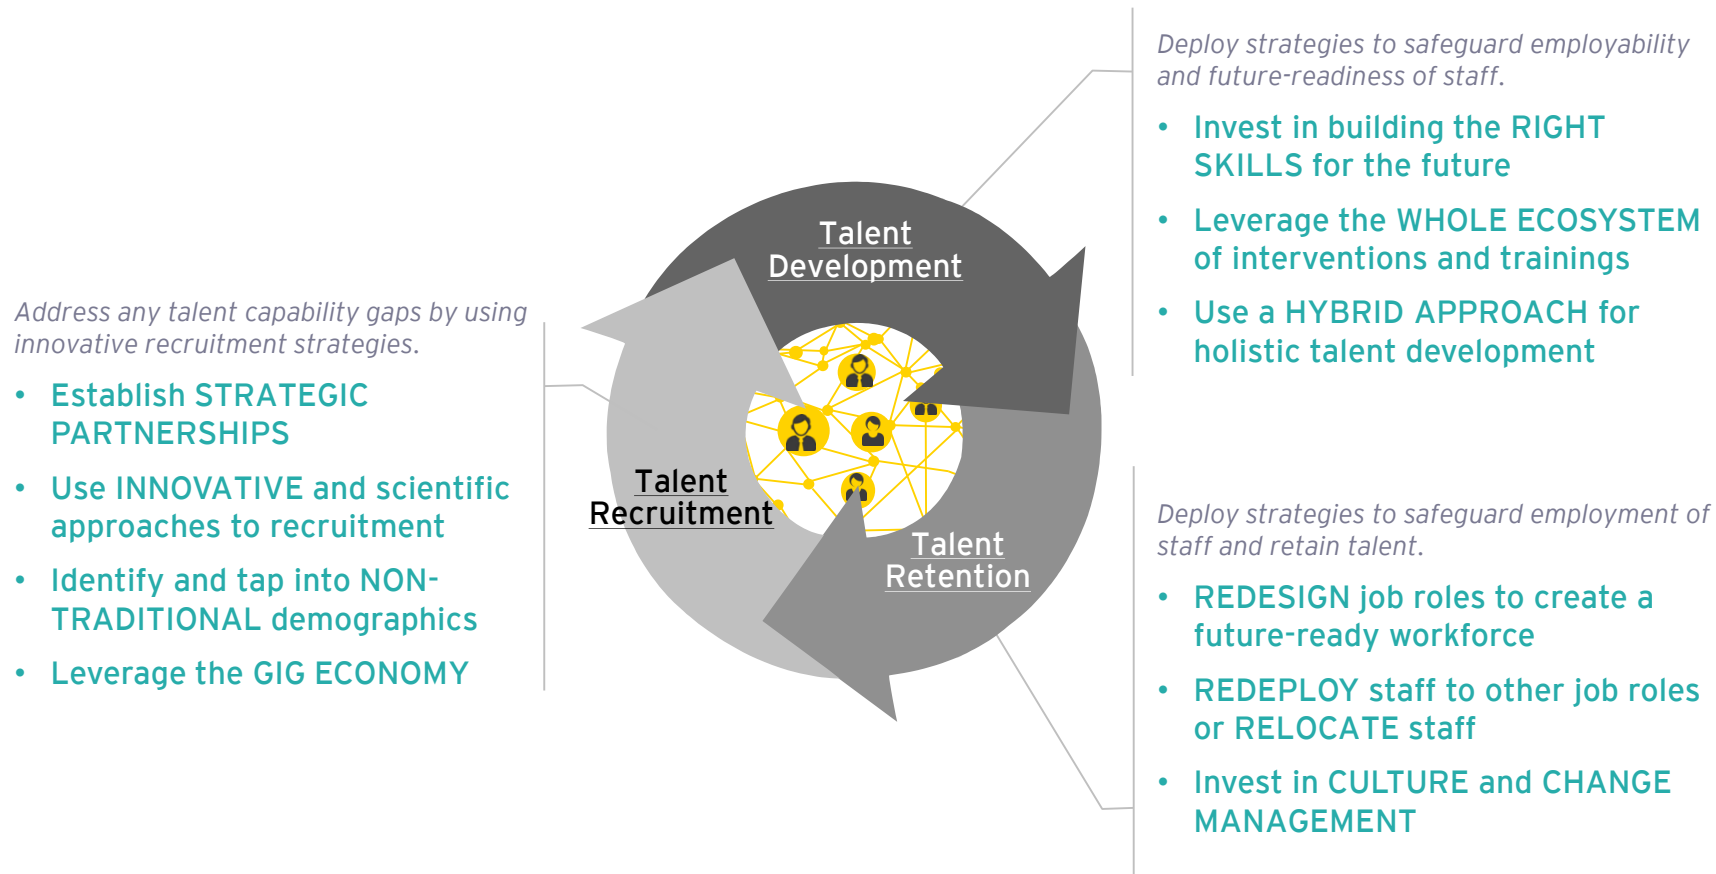 Deploy strategies to safeguard employability
and future-readiness of staff.
• Invest in building the RIGHT
SKILLS for the future
• Leverage the WHOLE ECOSYSTEM
of interventions and trainings
• Use a HYBRID APPROACH for
holistic talent development
Talent
Development
Address any talent capability gaps by using
innovative recruitment strategies.
• Establish STRATEGIC
PARTNERSHIPS
• Use INNOVATIVE and scientific
approaches to recruitment
• Identify and tap into NON-
TRADITIONAL demographics
• Leverage the GIG ECONOMY
Talent
Recruitment
Talent
Retention
Deploy strategies to safeguard employment of
staff and retain talent.
• REDESIGN job roles to create a
future-ready workforce
• REDEPLOY staff to other job roles
or RELOCATE staff
• Invest in CULTURE and CHANGE
MANAGEMENT